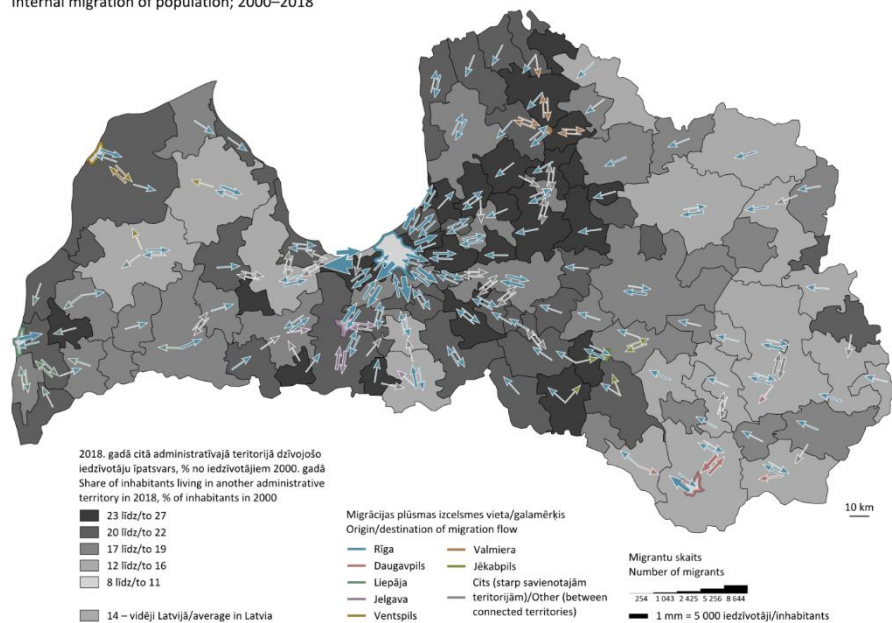 Internal migration of population; 2000–2018
2018. gadā citā administratīvajā teritorijā dzīvojošo
iedzīvotāju īpatsvars, % no iedzīvotājiem 2000. gadā
Share of inhabitants living in another administrative
territory in 2018, % of inhabitants in 2000
23 līdz/to 27
20 līdz/to 22
17 līdz/to 19
12 līdz/to 16
8 līdz/to 11
14 – vidēji Latvijā/average in Latvia
Migrācijas plūsmas izcelsmes vieta/galamērķis
Origin/destination of migration flow
Rīga
Daugavpils
Liepāja
Jelgava
Ventspils
Valmiera
Jēkabpils
Cits (starp savienotajām
teritorijām)/Other (between
connected territories)
10 km
Migrantu skaits
Number of migrants
254 1 043 2 425 5 256 8 644
1 mm = 5 000 iedzīvotāji/inhabitants